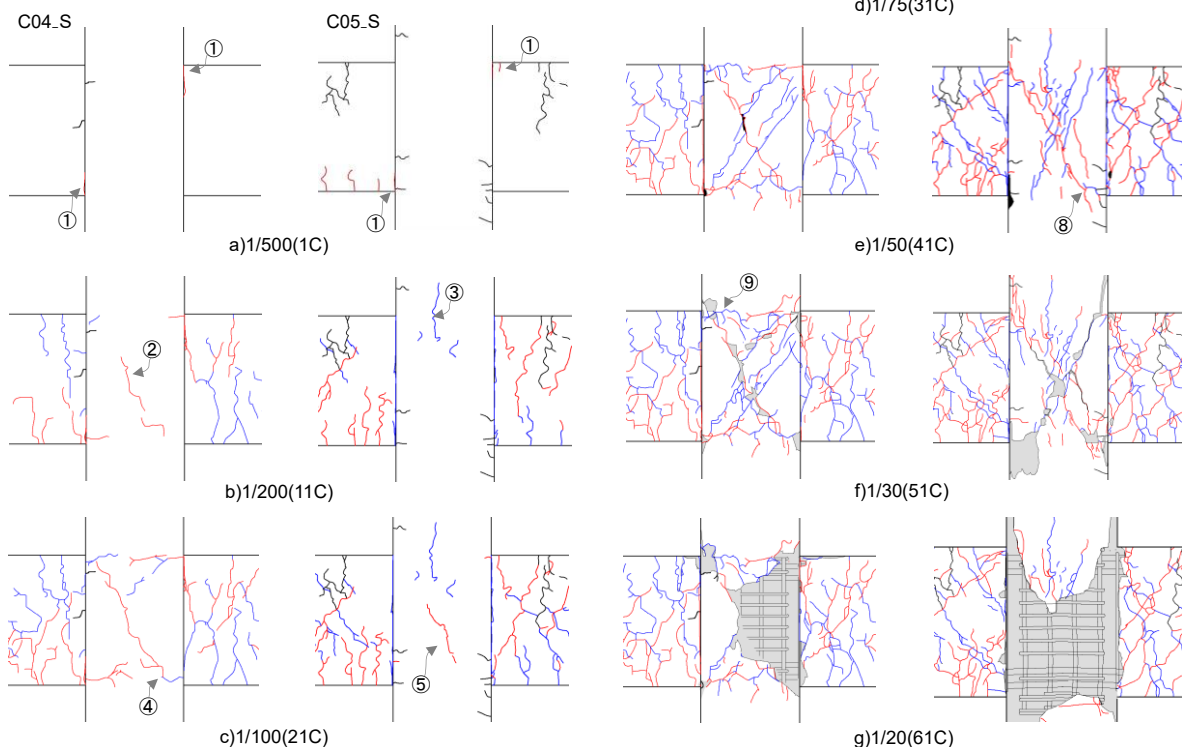 C04_S
C05_S
①
①
①
①
a)1/500(1C)
②
③
b)1/200(11C)
④
⑤
c)1/100(21C)
d)1/75(31C)
⑧
e)1/50(41C)
⑨
f)1/30(51C)
g)1/20(61C)